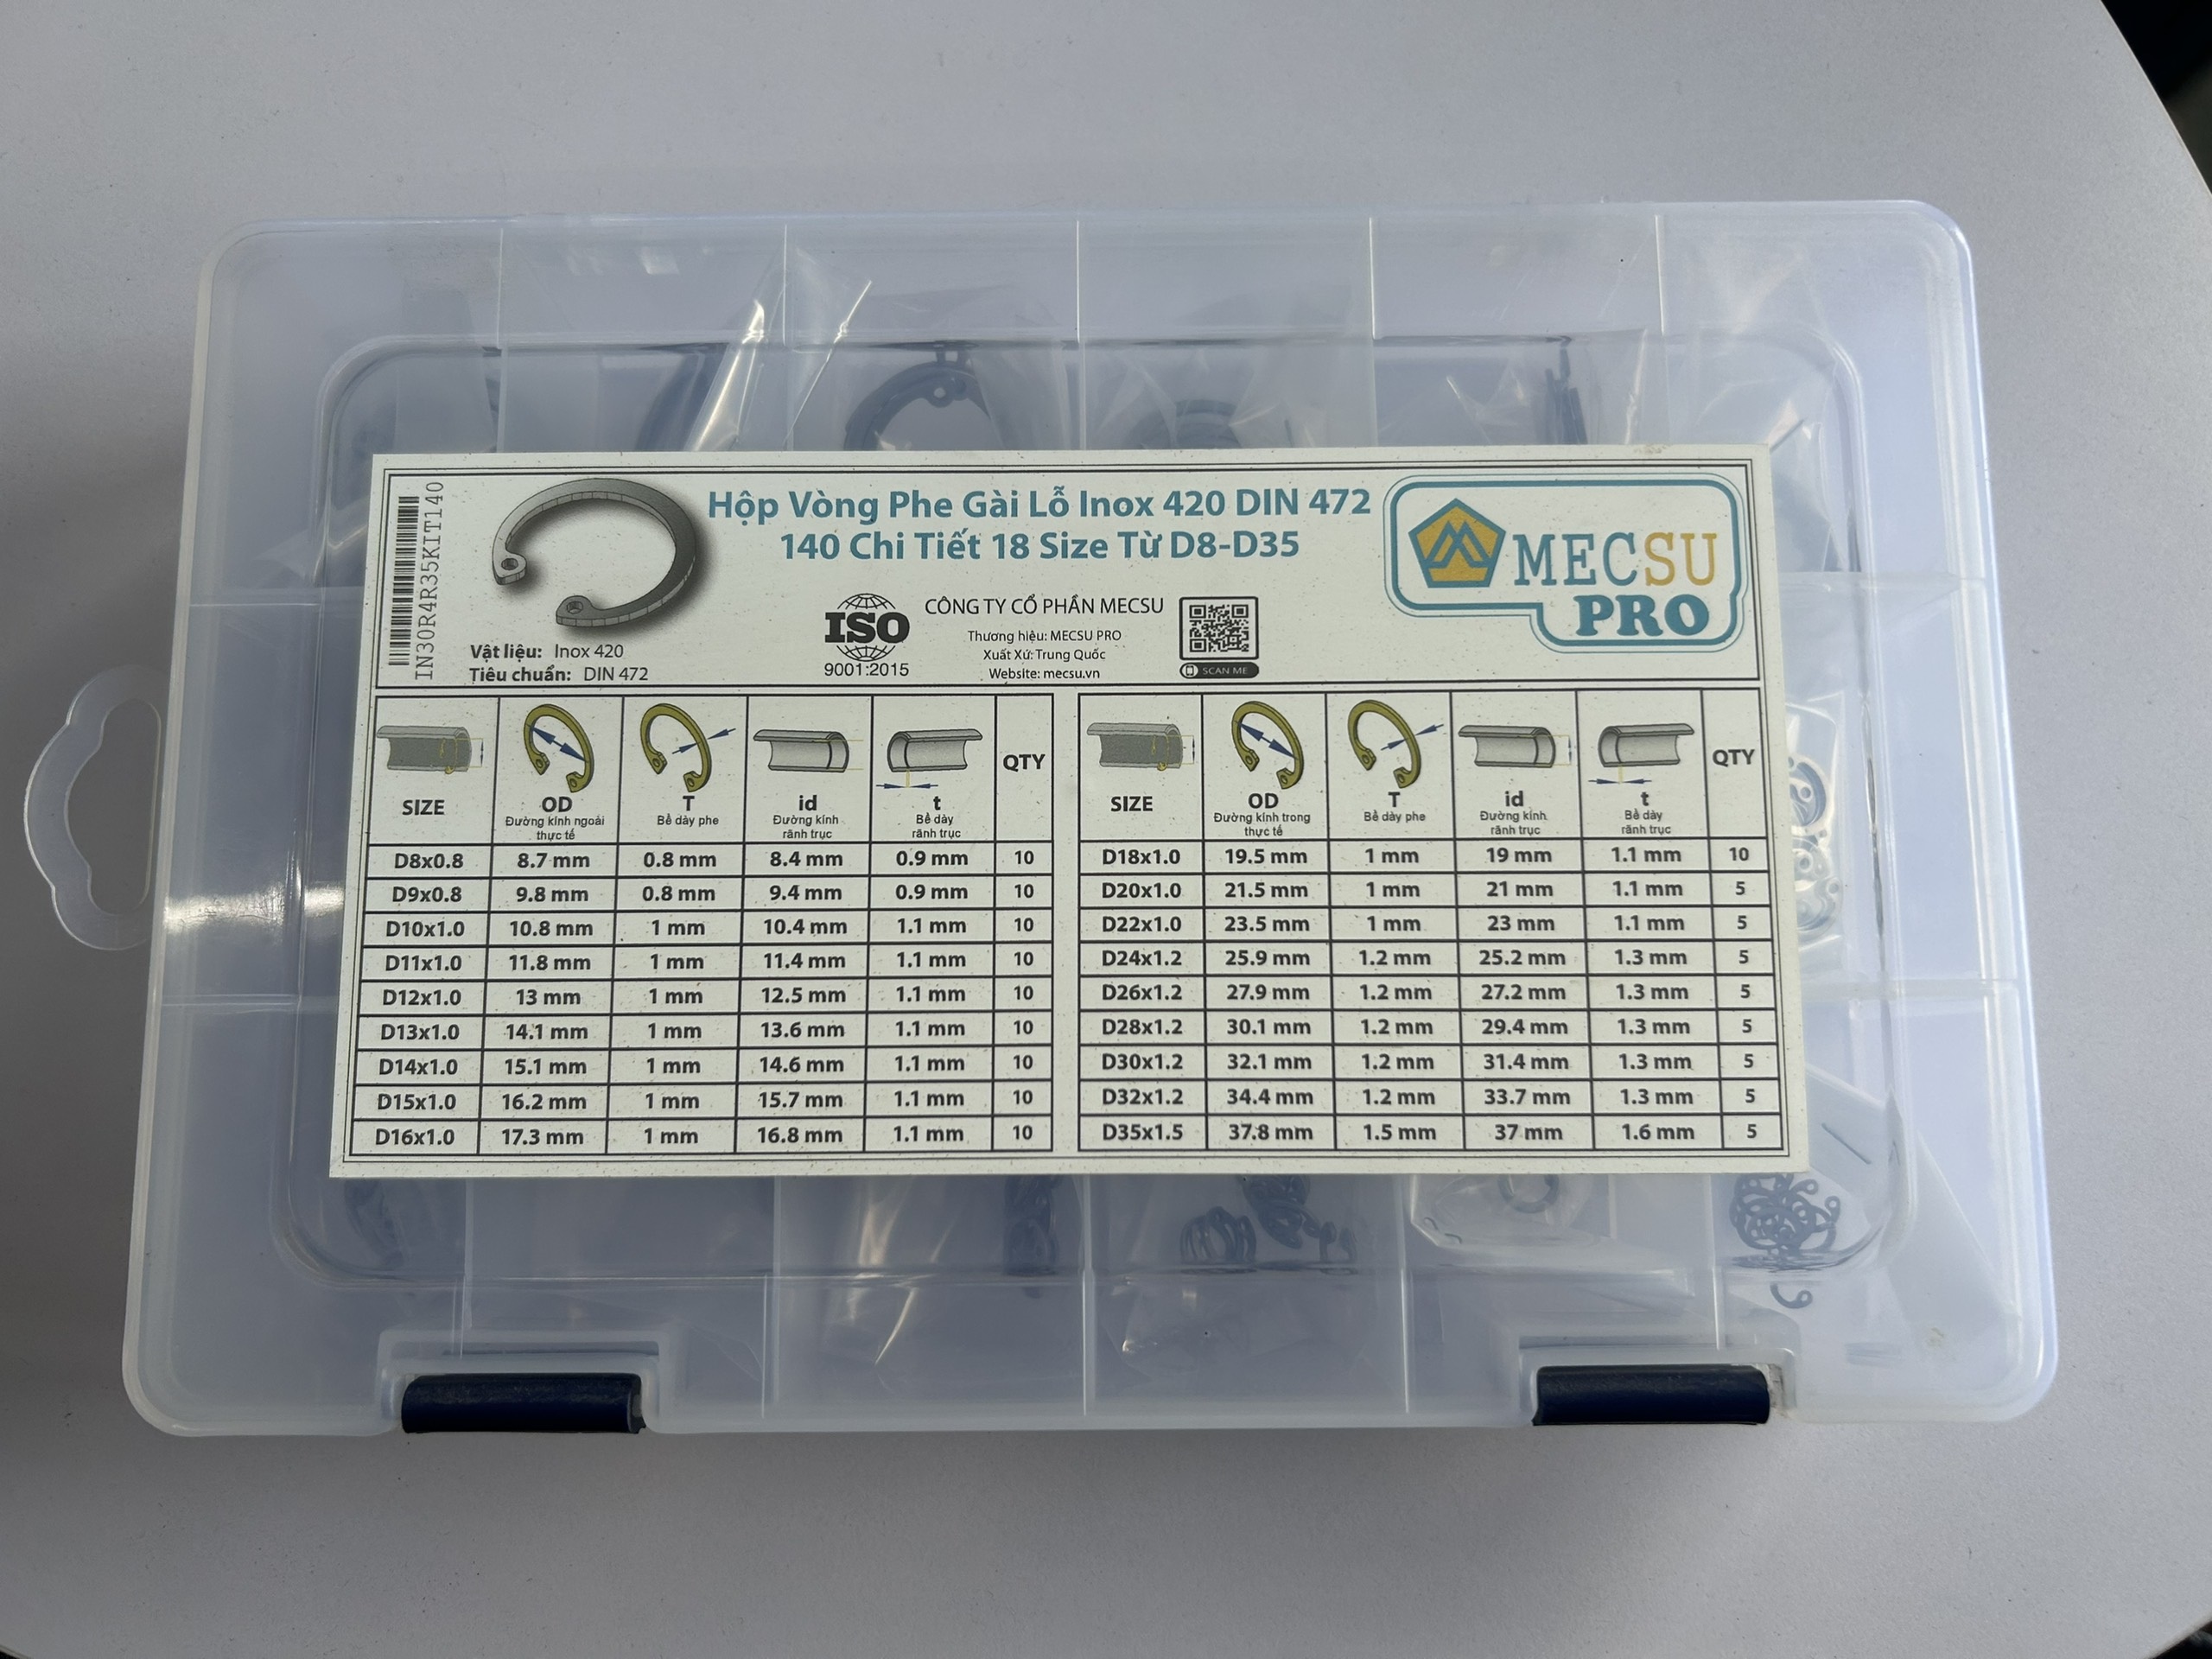 IN30R4R35KIT140
Hộp Vòng Phe Gài Lỗ Inox 420 DIN 472
140 Chi Tiết 18 Size Từ D8-D35
MECSU
PRO
ISO
9001:2015
CÔNG TY CỔ PHẦN MECSU
Thương hiệu: MECSU PRO
Xuất Xứ: Trung Quốc
Website: mecsu.vn
SCAN ME
Vật liệu: Inox 420
Tiêu chuẩn: DIN 472
SIZE OD T id t QTY
Đường kính ngoài Bề dày phe Đường kính Bề dày
thực tế rãnh trục rãnh trục
D8x0.8 8.7 mm 0.8 mm 8.4 mm 0.9 mm 10
D9x0.8 9.8 mm 0.8 mm 9.4 mm 0.9 mm 10
D10x1.0 10.8 mm 1 mm 10.4 mm 1.1 mm 10
D11x1.0 11.8 mm 1 mm 11.4 mm 1.1 mm 10
D12x1.0 13 mm 1 mm 12.5 mm 1.1 mm 10
D13x1.0 14.1 mm 1 mm 13.6 mm 1.1 mm 10
D14x1.0 15.1 mm 1 mm 14.6 mm 1.1 mm 10
D15x1.0 16.2 mm 1 mm 15.7 mm 1.1 mm 10
D16x1.0 17.3 mm 1 mm 16.8 mm 1.1 mm 10
SIZE OD T id t QTY
Đường kính trong Bề dày phe Đường kính Bề dày
thực tế rãnh trục rãnh trục
D18x1.0 19.5 mm 1 mm 19 mm 1.1 mm 10
D20x1.0 21.5 mm 1 mm 21 mm 1.1 mm 5
D22x1.0 23.5 mm 1 mm 23 mm 1.1 mm 5
D24x1.2 25.9 mm 1.2 mm 25.2 mm 1.3 mm 5
D26x1.2 27.9 mm 1.2 mm 27.2 mm 1.3 mm 5
D28x1.2 30.1 mm 1.2 mm 29.4 mm 1.3 mm 5
D30x1.2 32.1 mm 1.2 mm 31.4 mm 1.3 mm 5
D32x1.2 34.4 mm 1.2 mm 33.7 mm 1.3 mm 5
D35x1.5 37.8 mm 1.5 mm 37 mm 1.6 mm 5